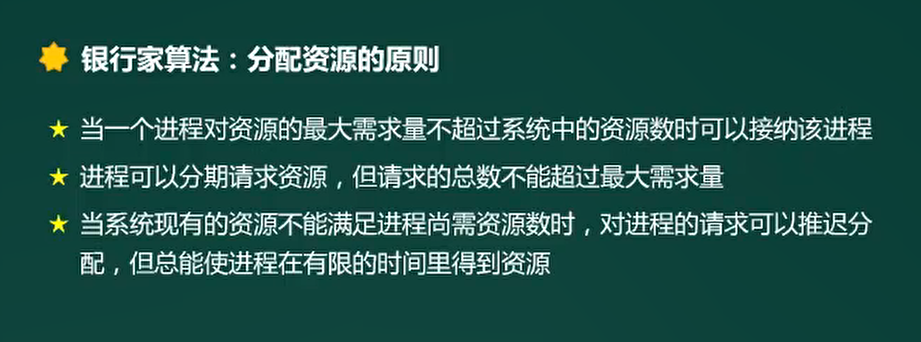 银行家算法：分配资源的原则
当一个进程对资源的最大需求量不超过系统中的资源数时可以接纳该进程
进程可以分期请求资源，但请求的总数不能超过最大需求量
当系统现有的资源不能满足进程尚需资源数时，对进程的请求可以推迟分
配，但总能使进程在有限的时间里得到资源